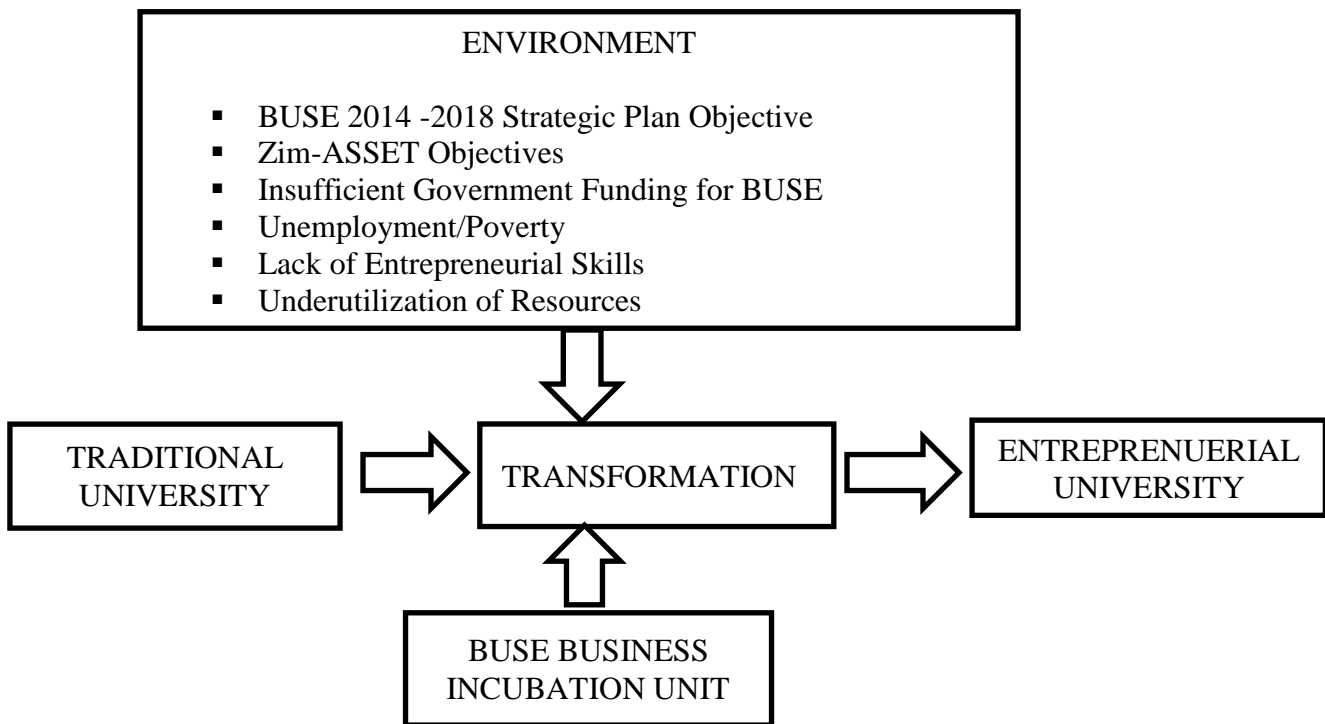 ENVIRONMENT
▪ BUSE 2014 -2018 Strategic Plan Objective
▪ Zim-ASSET Objectives
▪ Insufficient Government Funding for BUSE
▪ Unemployment/Poverty
▪ Lack of Entrepreneurial Skills
▪ Underutilization of Resources
TRADITIONAL
UNIVERSITY
TRANSFORMATION
ENTREPRENUERIAL
UNIVERSITY
BUSE BUSINESS
INCUBATION UNIT